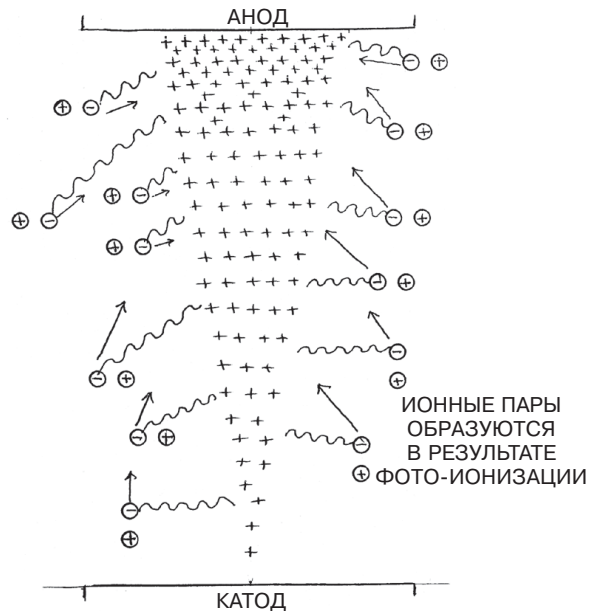 АНОД
ИОННЫЕ ПАРЫ
ОБРАЗУЮТСЯ
В РЕЗУЛЬТАТЕ
ФОТО-ИОНИЗАЦИИ
КАТОД